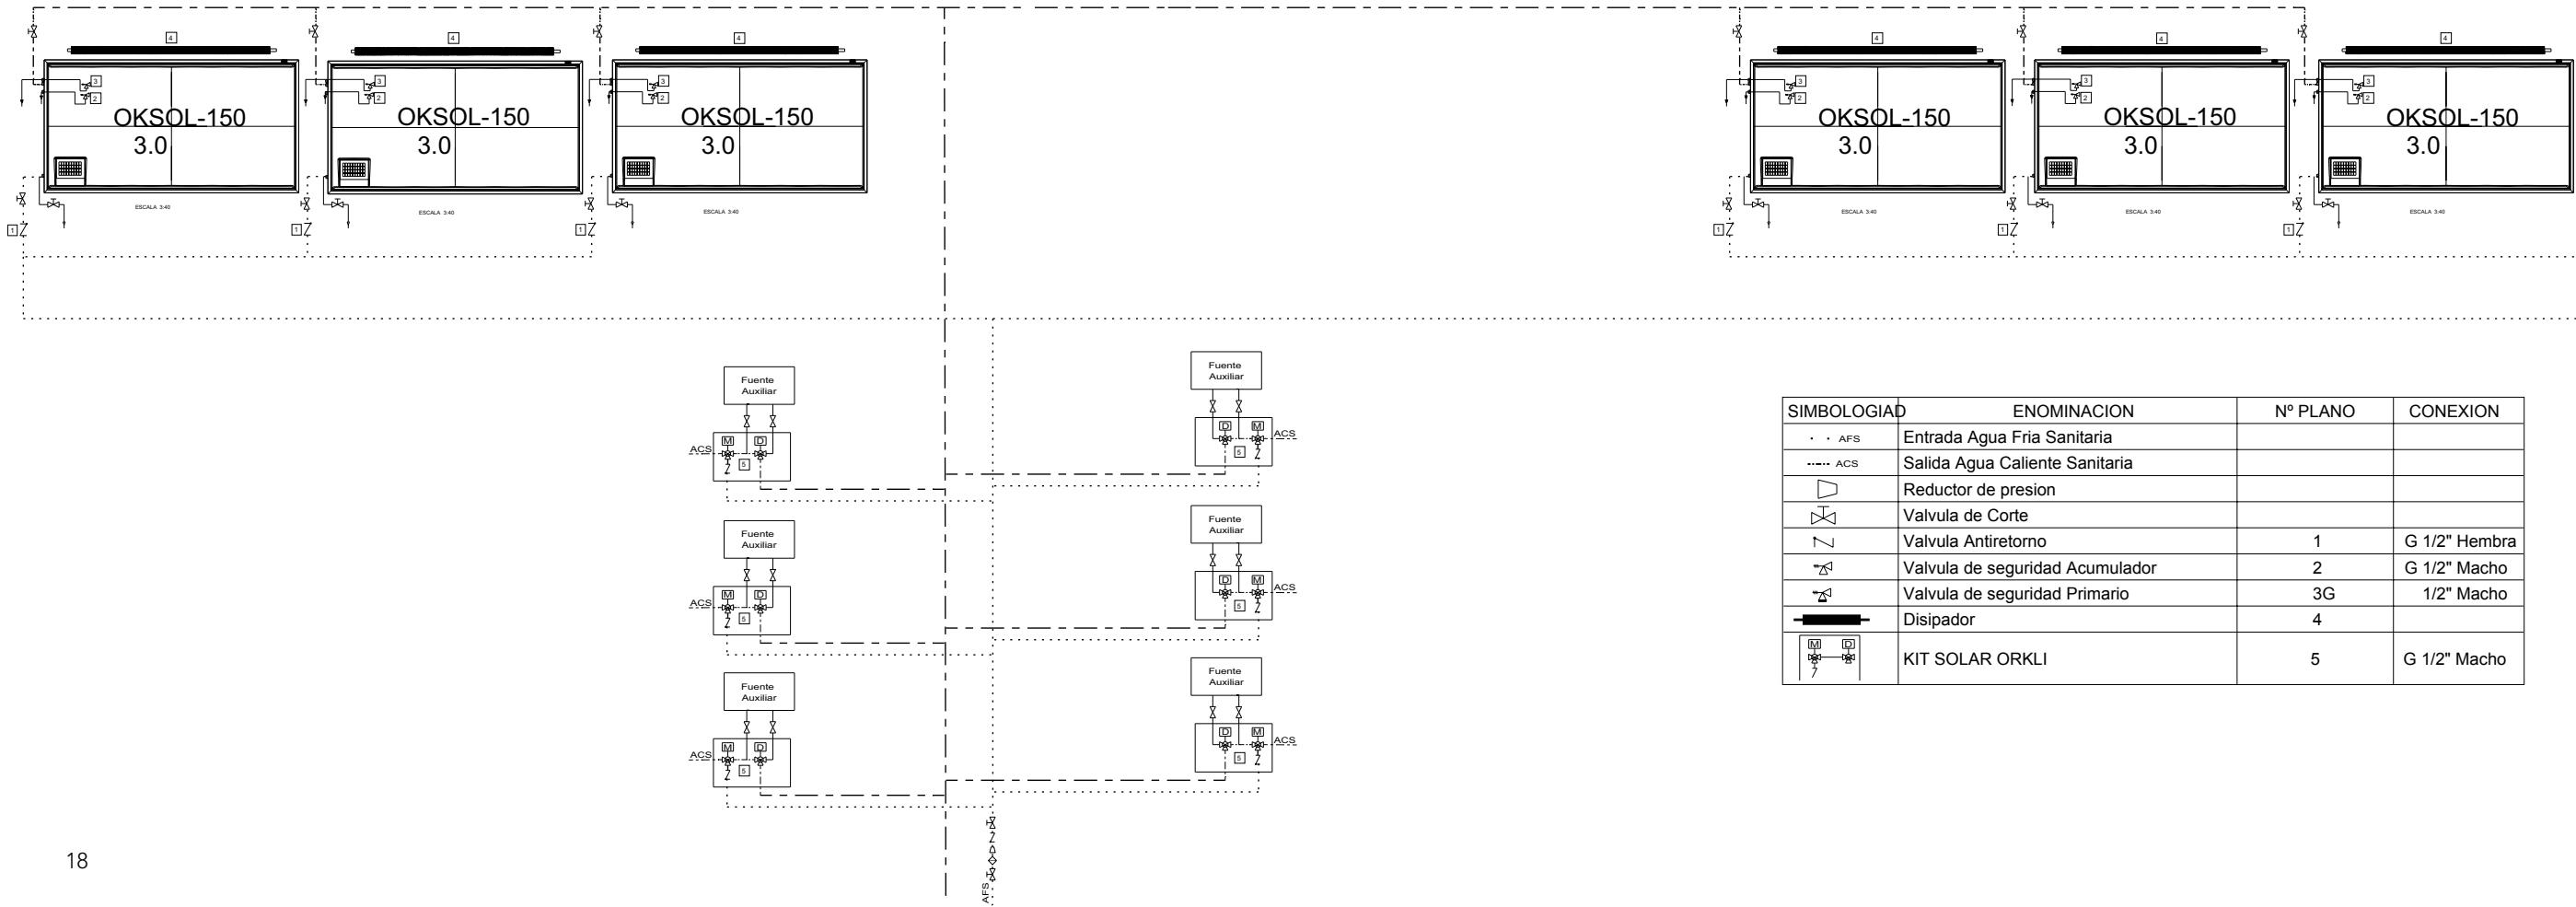 4
4
4
4
4
4
3
2
OKSOL-150
3.0
3
2
OKSOL-150
3.0
3
2
OKSOL-150
3.0
3
2
OKSOL-150
3.0
3
2
OKSOL-150
3.0
3
2
OKSOL-150
3.0
ESCALA 3:40
ESCALA 3:40
ESCALA 3:40
ESCALA 3:40
ESCALA 3:40
ESCALA 3:40
1
1
1
1
1
1
Fuente
Auxiliar
ACS
M
D
5
Fuente
Auxiliar
D
M
ACS
5
Fuente
Auxiliar
ACS
M
D
5
Fuente
Auxiliar
D
M
ACS
5
Fuente
Auxiliar
ACS
M
D
5
Fuente
Auxiliar
D
M
ACS
5
AFS
SIMBOLOGIAD ENOMINACION Nº PLANO CONEXION
AFS Entrada Agua Fria Sanitaria
ACS Salida Agua Caliente Sanitaria
Reductor de presion
Valvula de Corte
Valvula Antiretorno 1 G 1/2" Hembra
Valvula de seguridad Acumulador 2 G 1/2" Macho
Valvula de seguridad Primario 3G 1/2" Macho
Disipador 4
M D KIT SOLAR ORKLI 5 G 1/2" Macho
18